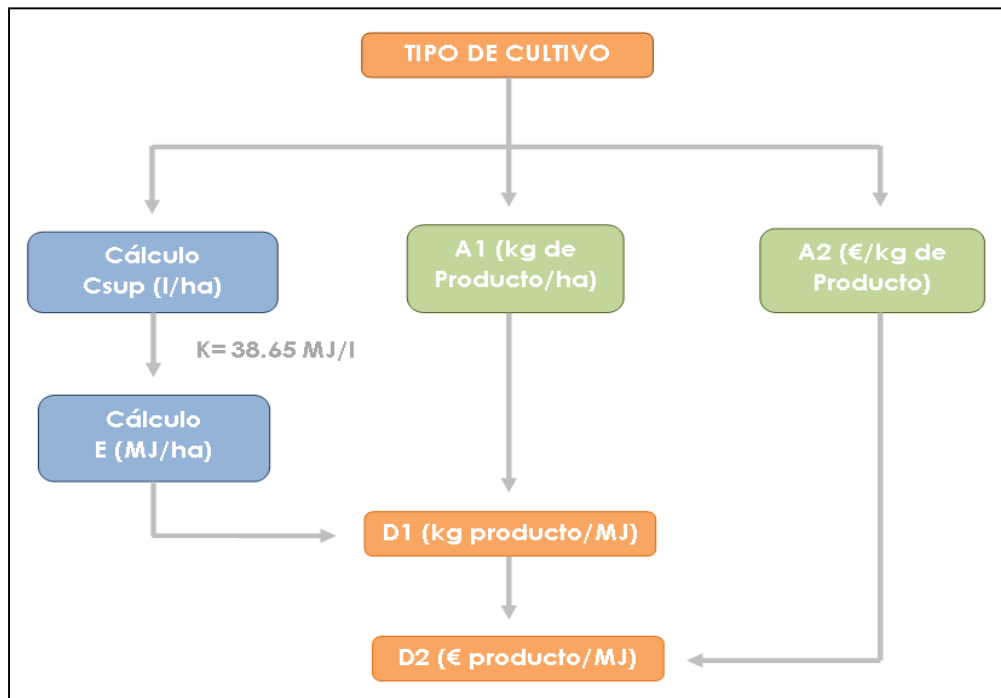 TIPO DE CULTIVO
Cálculo
Csup (l/ha)
A1 (kg de
Producto/ha)
A2 (€/kg de
Producto)
K= 38.65 MJ/l
Cálculo
E (MJ/ha)
D1 (kg producto/MJ)
D2 (€ producto/MJ)